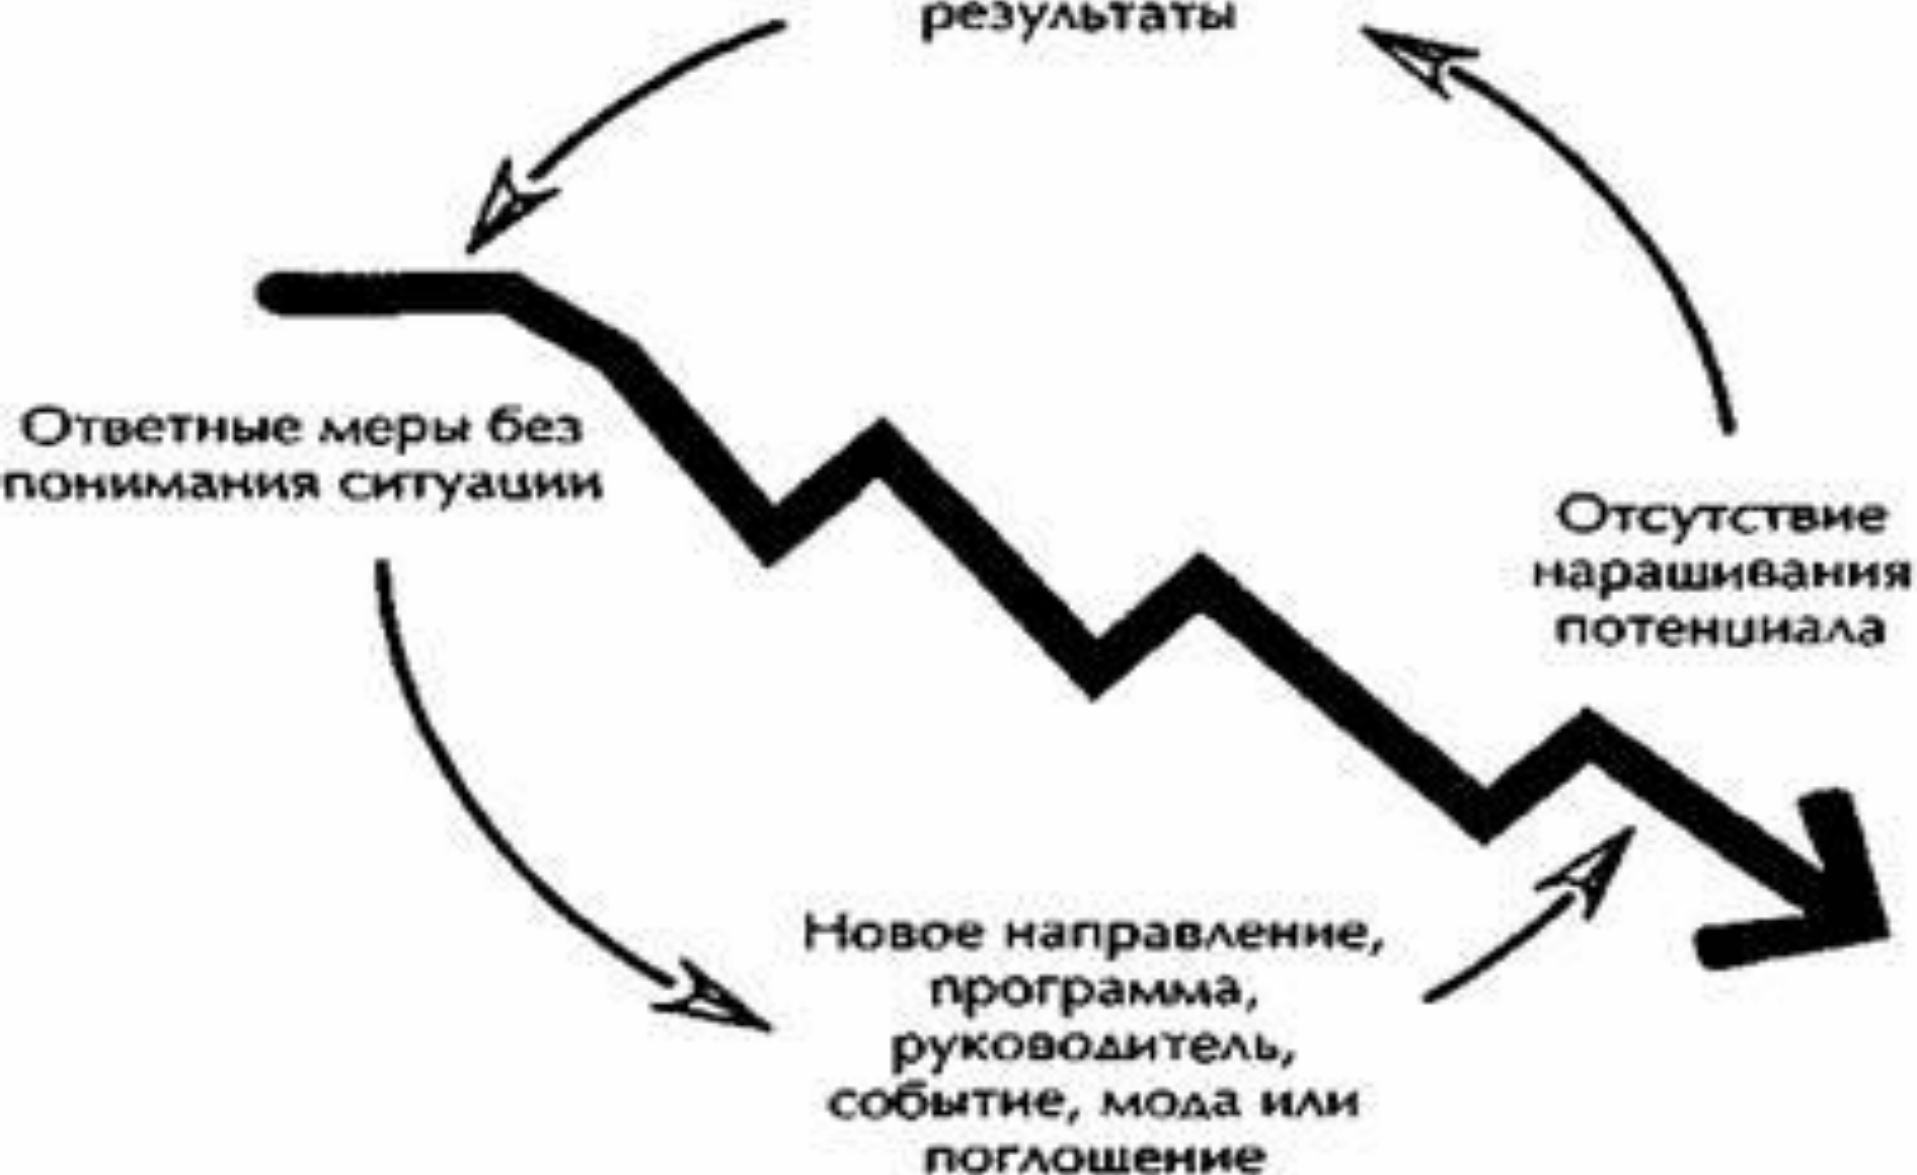 результаты
Ответные меры без
понимания ситуации
Отсутствие
наращивания
потенциала
Новое направление,
программа,
руководитель,
событие, мода или
поглощение